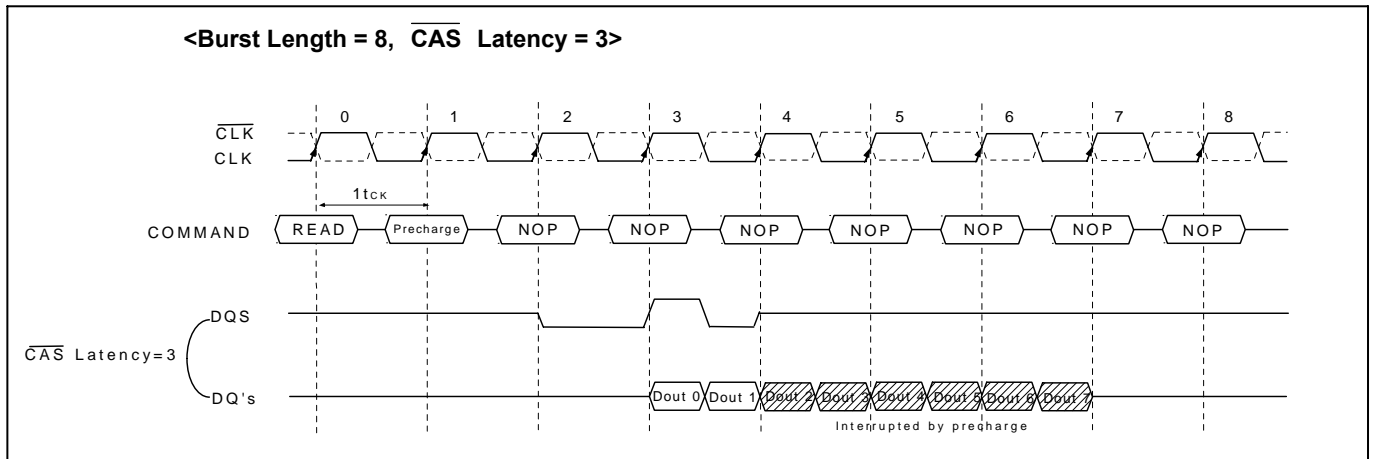 <Burst Length = 8, CAS Latency = 3>
0 1 2 3 4 5 6 7 8
CLK
CLK
1tCK
COMMAND READ Precharge NOP NOP NOP NOP NOP NOP NOP
DQS
CAS Latency=3
DQ's Dout 0 Dout 1 Dout 2 Dout 3 Dout 4 Dout 5 Dout 6 Dout 7
Interrupted by precharge